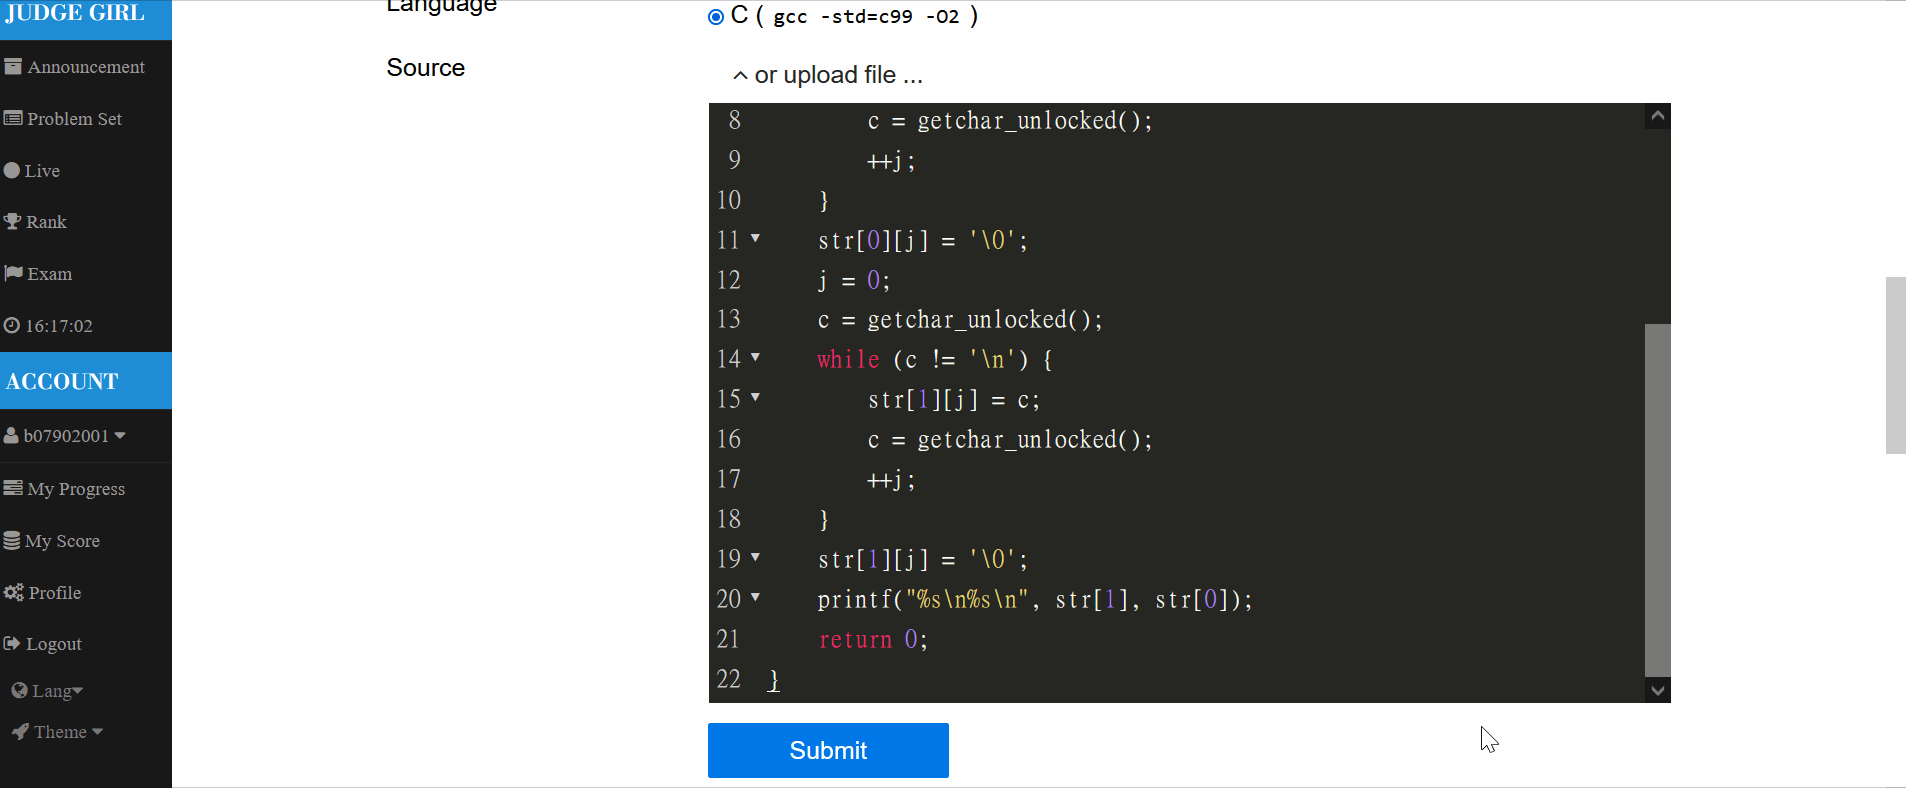 JUDGE GIRL
Announcement
Problem Set
Live
Rank
Exam
16:17:02
ACCOUNT
b07902001
My Progress
My Score
Profile
Logout
Lang
Theme
Language
C ( gcc -std=c99 -O2 )
Source
or upload file ...
8 c = getchar_unlocked();
9 ++j;
10 }
11 str[0][j] = '\0';
12 j = 0;
13 c = getchar_unlocked();
14 while (c != '\n') {
15 str[1][j] = c;
16 c = getchar_unlocked();
17 ++j;
18 }
19 str[1][j] = '\0';
20 printf("%s\n%s\n", str[1], str[0]);
21 return 0;
22 }
Submit